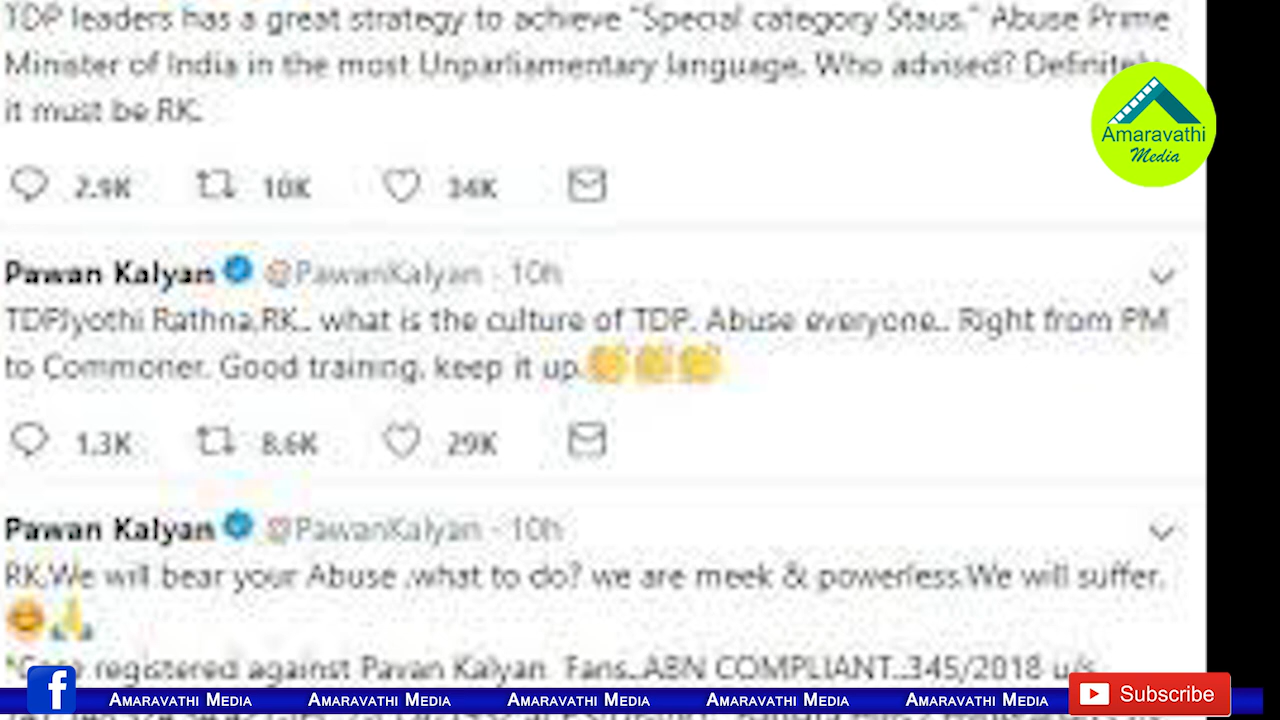 TDP leaders has a great strategy to achieve "Special category Staus." Abuse Prime
Minister of India in the most Unparliamentary language. Who advised? Definitely
it must be RK.
2.9K 10K 34K
Amaravathi
Media
Pawan Kalyan @PawanKalyan · 10h
TDPJyothi Rathna,RK.. what is the culture of TDP. Abuse everyone.. Right from PM
to Commoner. Good training. keep it up.
1.3K 8.6K 29K
Pawan Kalyan @PawanKalyan · 10h
RK.We will bear your Abuse .what to do? we are meek & powerless.We will suffer.
registered against Pavan Kalyan Fans..ABN COMPLIANT..345/2018 u/s
f Amaravathi Media Amaravathi Media Amaravathi Media Amaravathi Media Amaravathi Media
Subscribe